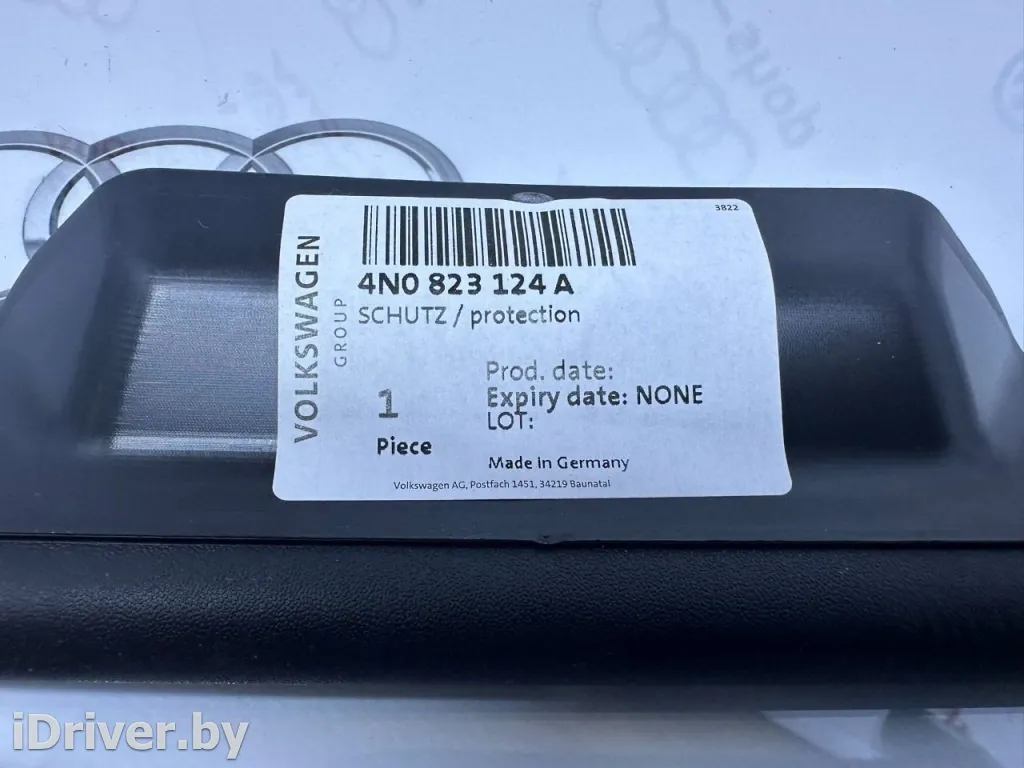 3822
VOLKSWAGEN
GROUP
4N0 823 124 A
SCHUTZ / protection
Prod. date:
1
Expiry date: NONE
LOT:
Piece
Made In Germany
Volkswagen AG, Postfach 1451, 34219 Baunatal
iDriver.by